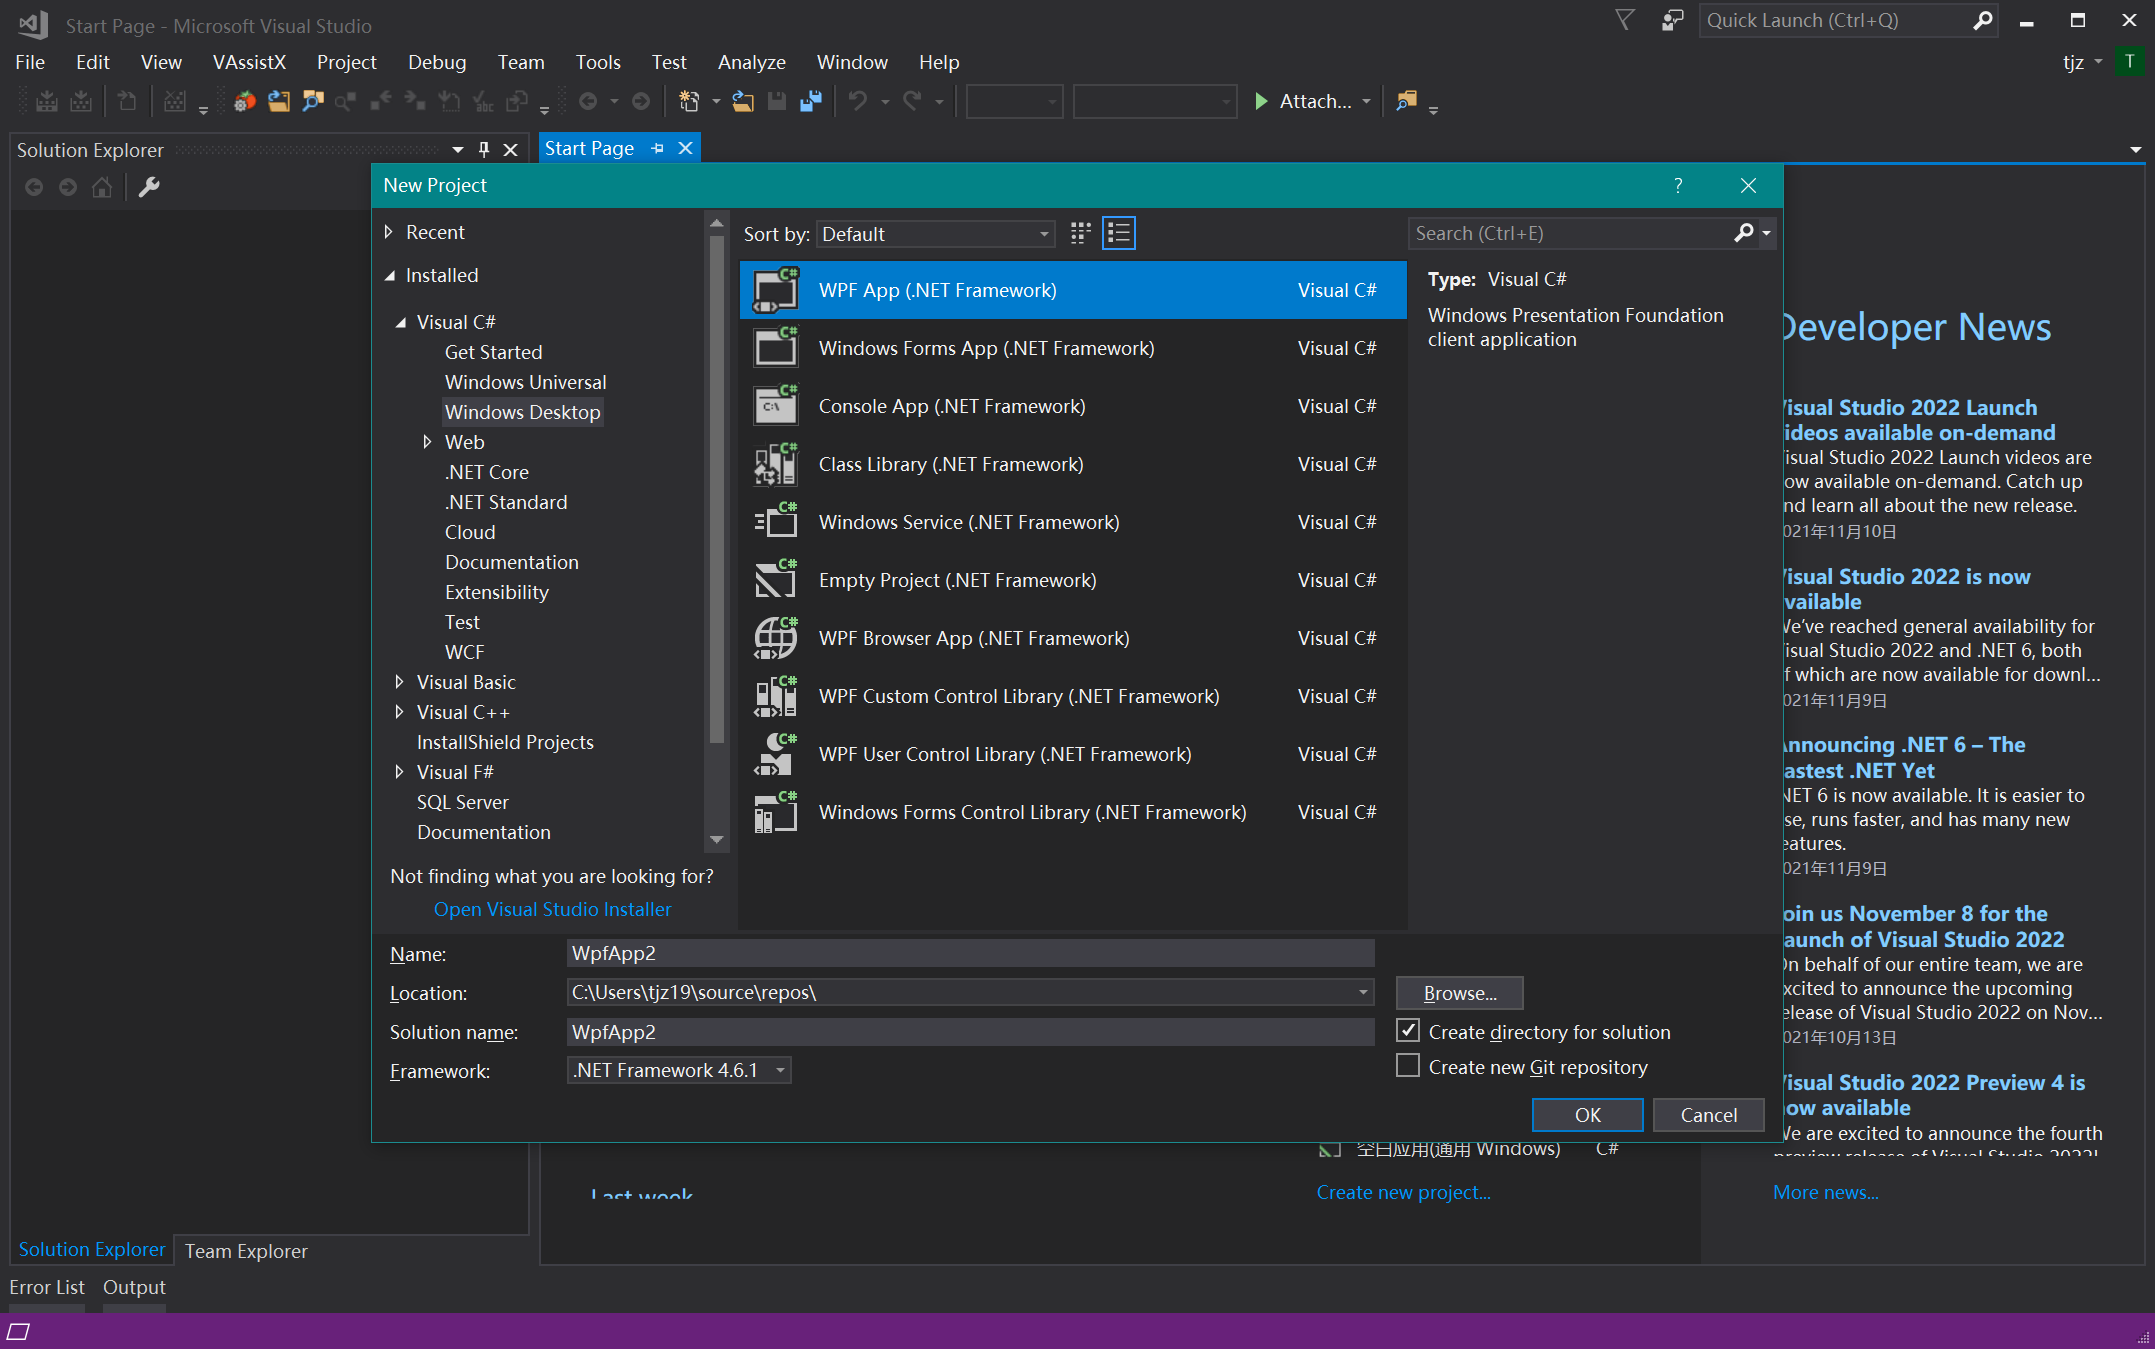 Start Page - Microsoft Visual Studio
Quick Launch (Ctrl+Q)
File Edit View VAssistX Project Debug Team Tools Test Analyze Window Help
tjz T
Attach...
Solution Explorer
Start Page
New Project
?
Recent
Installed
Visual C#
Get Started
Windows Universal
Windows Desktop
Web
.NET Core
.NET Standard
Cloud
Documentation
Extensibility
Test
WCF
Visual Basic
Visual C++
InstallShield Projects
Visual F#
SQL Server
Documentation
Not finding what you are looking for?
Open Visual Studio Installer
Sort by: Default
Search (Ctrl+E)
WPF App (.NET Framework) Visual C#
Windows Forms App (.NET Framework) Visual C#
Console App (.NET Framework) Visual C#
Class Library (.NET Framework) Visual C#
Windows Service (.NET Framework) Visual C#
Empty Project (.NET Framework) Visual C#
WPF Browser App (.NET Framework) Visual C#
WPF Custom Control Library (.NET Framework) Visual C#
WPF User Control Library (.NET Framework) Visual C#
Windows Forms Control Library (.NET Framework) Visual C#
Type: Visual C#
Windows Presentation Foundation
client application
Name: WpfApp2
Location: C:\Users\tjz19\source\repos\
Browse...
Solution name: WpfApp2
Create directory for solution
Framework: .NET Framework 4.6.1
Create new Git repository
OK Cancel
Developer News
isual Studio 2022 Launch
ideos available on-demand
isual Studio 2022 Launch videos are
ow available on-demand. Catch up
nd learn all about the new release.
021年11月10日
isual Studio 2022 is now
vailable
We've reached general availability for
isual Studio 2022 and .NET 6, both
f which are now available for downl...
021年11月9日
nnouncing .NET 6 – The
astest .NET Yet
NET 6 is now available. It is easier to
se, runs faster, and has many new
eatures.
021年11月9日
oin us November 8 for the
aunch of Visual Studio 2022
On behalf of our entire team, we are
xcited to announce the upcoming
elease of Visual Studio 2022 on Nov...
021年10月13日
isual Studio 2022 Preview 4 is
ow available
We are excited to announce the fourth
preview release of Visual Studio 2022!
More news...
空白应用(通用 Windows) C#
Last week
Create new project...
Solution Explorer Team Explorer
Error List Output